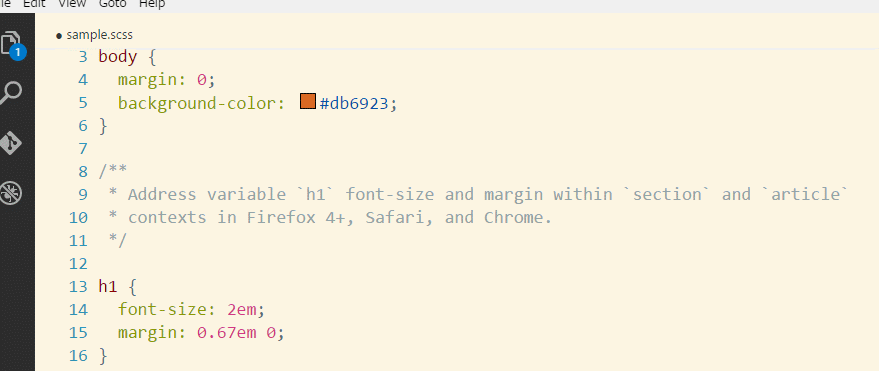 le Edit View Goto Help
1
● sample.scss
3 body {
4   margin: 0;
5   background-color: #db6923;
6 }
7
8 /**
9  * Address variable `h1` font-size and margin within `section` and `article`
10  * contexts in Firefox 4+, Safari, and Chrome.
11  */
12
13 h1 {
14   font-size: 2em;
15   margin: 0.67em 0;
16 }